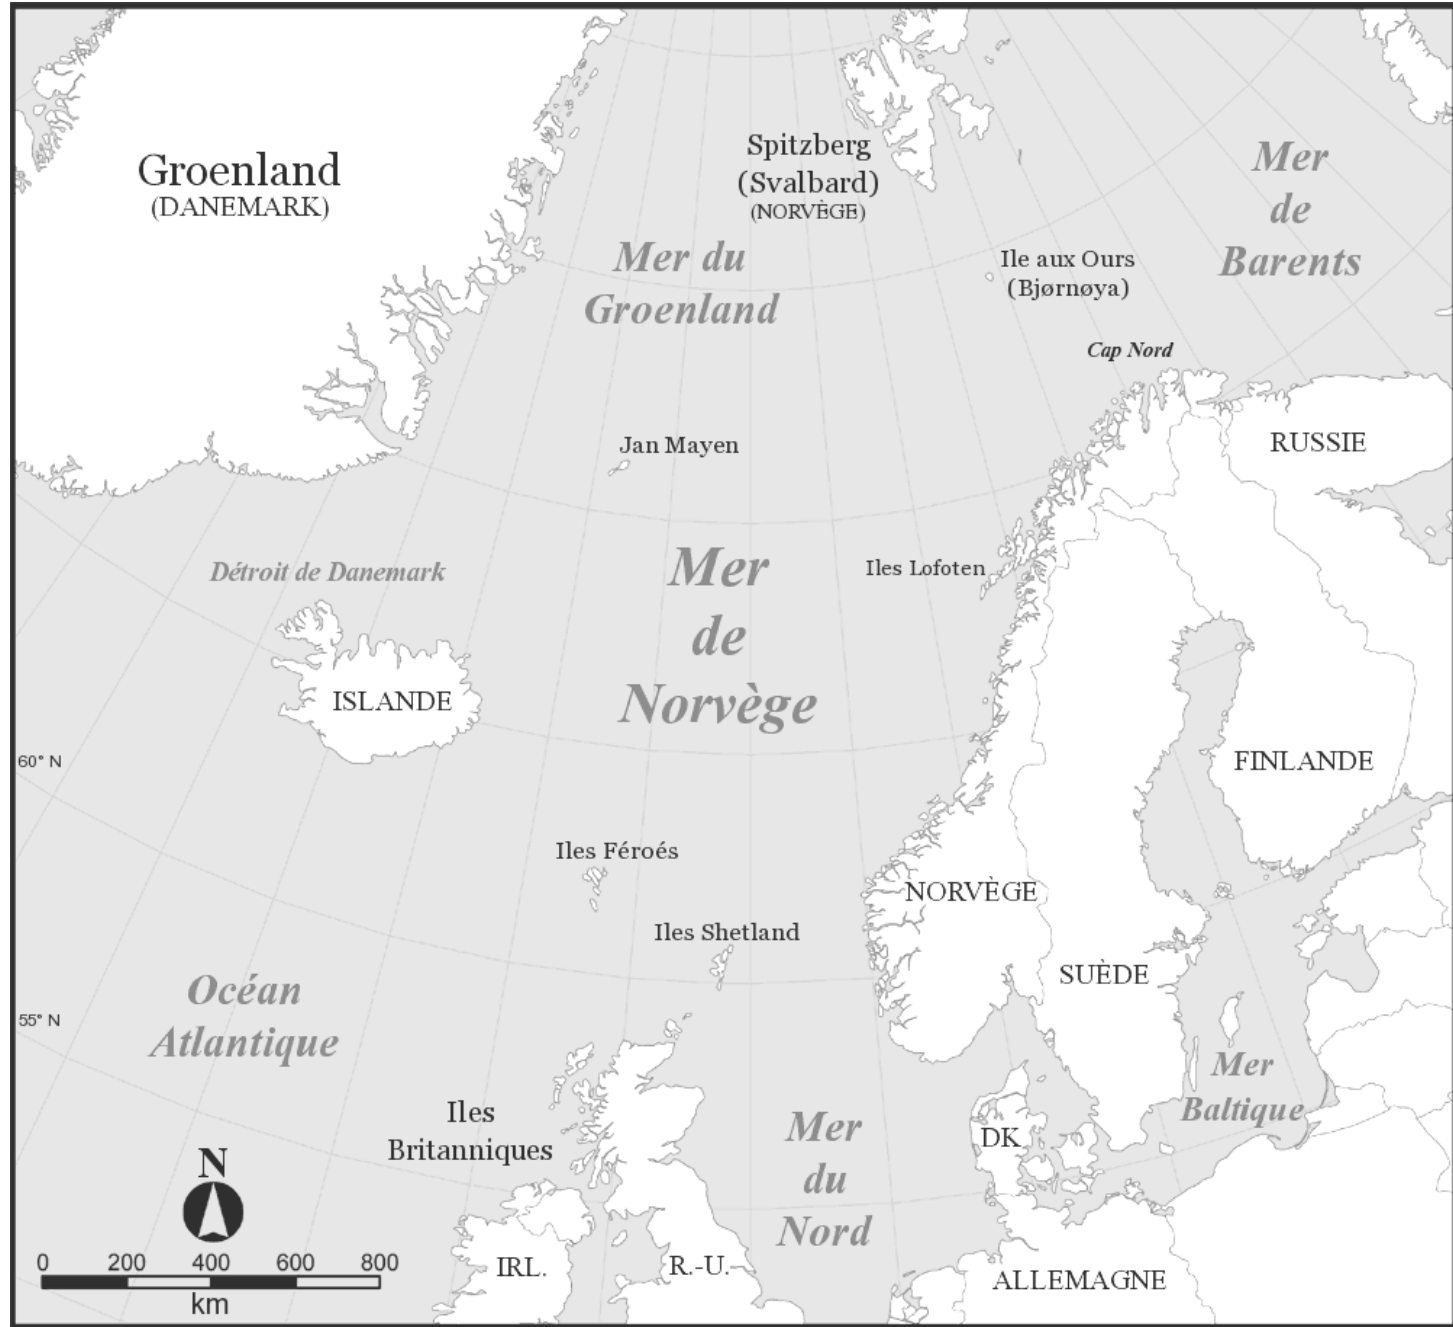 Groenland
(DANEMARK)
Spitzberg
(Svalbard)
(NORVÈGE)
Mer
de
Barents
Mer du
Groenland
Ile aux Ours
(Bjørnøya)
Cap Nord
RUSSIE
Jan Mayen
Détroit de Danemark
Mer
de
Norvège
Iles Lofoten
ISLANDE
60° N
FINLANDE
Iles Féroés
NORVÈGE
Iles Shetland
SUÈDE
Océan
Atlantique
55° N
Mer
Baltique
Iles
Britanniques
Mer
du
Nord
DK
N
IRL.
R.-U.
ALLEMAGNE
0 200 400 600 800
km